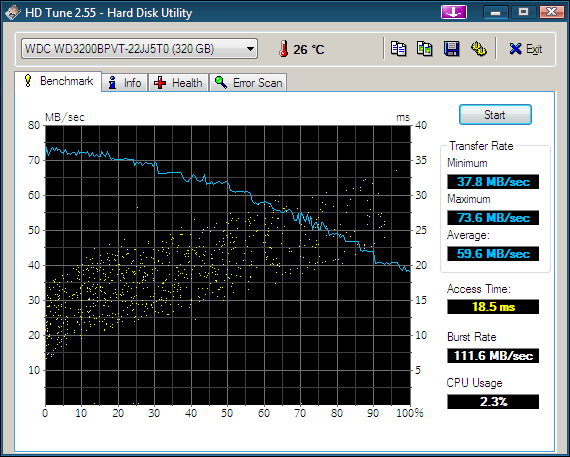 HD Tune 2.55 - Hard Disk Utility
WDC WD3200BPVT-22JJ5T0 (320 GB)
26 °C
Exit
Benchmark
Info
Health
Error Scan
MB/sec
ms
80
70
60
50
40
30
20
10
40
35
30
25
20
15
10
5
0
10
20
30
40
50
60
70
80
90
100%
Start
Transfer Rate
Minimum
37.8 MB/sec
Maximum
73.6 MB/sec
Average:
59.6 MB/sec
Access Time:
18.5 ms
Burst Rate
111.6 MB/sec
CPU Usage
2.3%